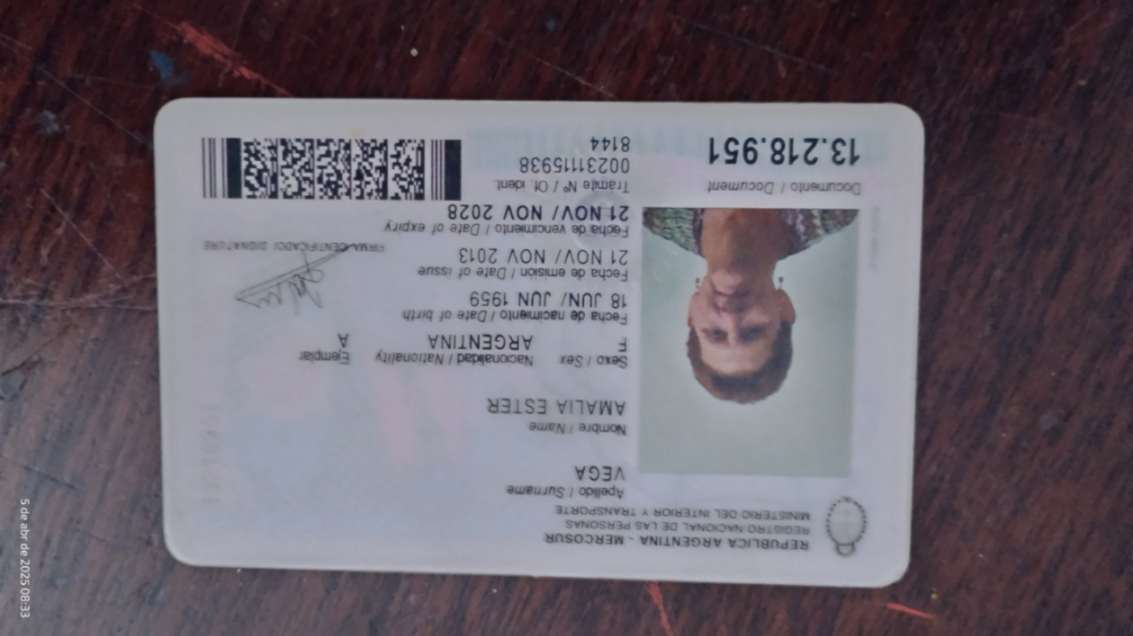 REPUBLICA ARGENTINA - MERCOSUR
REGISTRO NACIONAL DE LAS PERSONAS
MINISTERIO DEL INTERIOR Y TRANSPORTE
Apellido / Surname
VEGA
Nombre / Name
AMALIA ESTER
Sexo / Sex Nacionalidad / Nationality Ejemplar
F ARGENTINA A
Fecha de nacimiento / Date of birth
18 JUN/ JUN 1959
Fecha de emisión / Date of issue
21 NOV/ NOV 2013
FIRMA IDENTIFICADO/ SIGNATURE
Fecha de vencimiento / Date of expiry
21 NOV/ NOV 2028
Documento / Document
13.218.951
Trámite Nº / Of. ident.
00231115938
8144
5 de abr de 2025 08:33